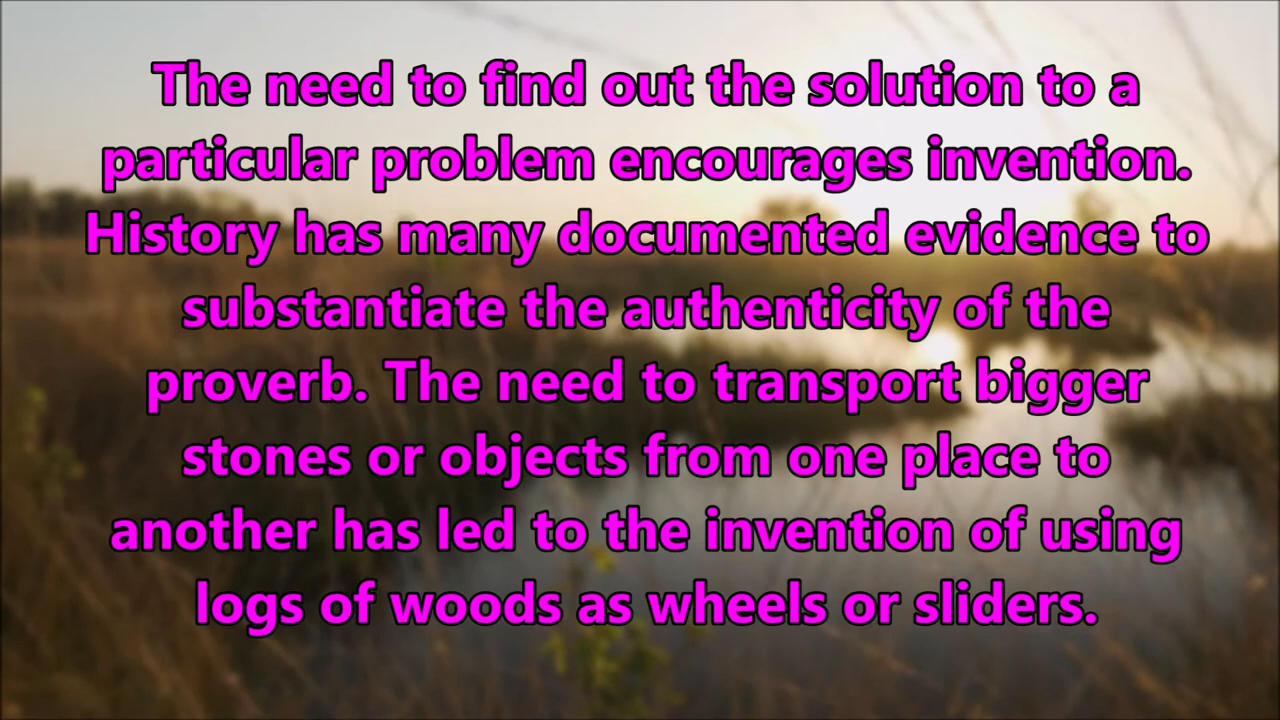 The need to find out the solution to a
particular problem encourages invention.
History has many documented evidence to
substantiate the authenticity of the
proverb. The need to transport bigger
stones or objects from one place to
another has led to the invention of using
logs of woods as wheels or sliders.